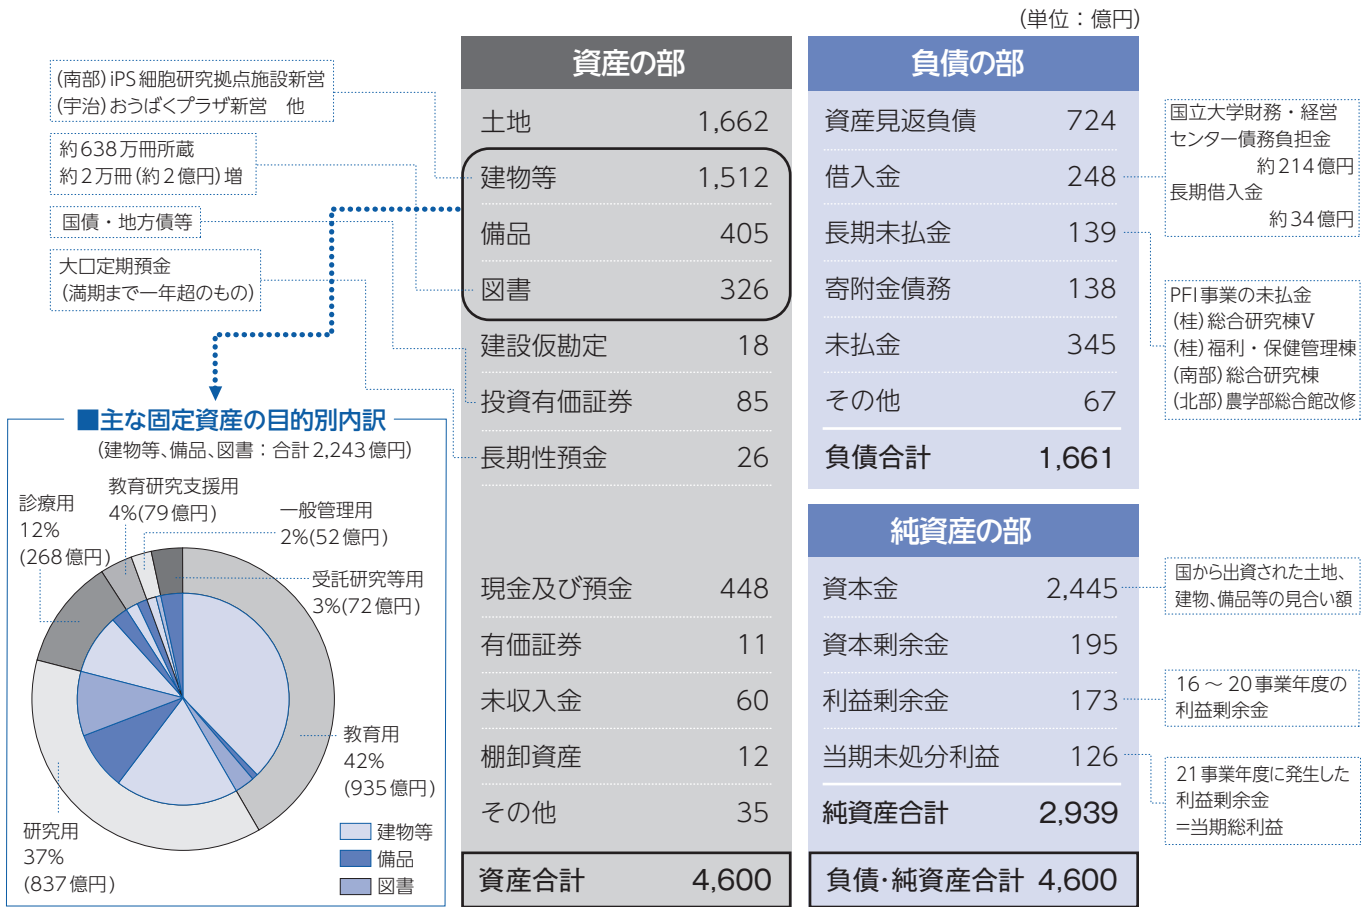 (単位：億円)
(南部)iPS細胞研究拠点施設新営
(宇治)おうばくプラザ新営　他
約638万冊所蔵
約2万冊(約2億円)増
国債・地方債等
大口定期預金
(満期まで一年超のもの)
資産の部
土地 1,662
建物等 1,512
備品 405
図書 326
建設仮勘定 18
投資有価証券 85
長期性預金 26
現金及び預金 448
有価証券 11
未収入金 60
棚卸資産 12
その他 35
資産合計 4,600
負債の部
資産見返負債 724
借入金 248
長期未払金 139
寄附金債務 138
未払金 345
その他 67
負債合計 1,661
純資産の部
資本金 2,445
資本剰余金 195
利益剰余金 173
当期未処分利益 126
純資産合計 2,939
負債･純資産合計 4,600
国立大学財務・経営
センター債務負担金
約214億円
長期借入金
約34億円
PFI事業の未払金
(桂)総合研究棟V
(桂)福利・保健管理棟
(南部)総合研究棟
(北部)農学部総合館改修
国から出資された土地、
建物、備品等の見合い額
16～20事業年度の
利益剰余金
21事業年度に発生した
利益剰余金
=当期総利益
■主な固定資産の目的別内訳
(建物等、備品、図書：合計2,243億円)
教育研究支援用
4%(79億円)
一般管理用
2%(52億円)
診療用
12%
(268億円)
受託研究等用
3%(72億円)
教育用
42%
(935億円)
研究用
37%
(837億円)
建物等
備品
図書